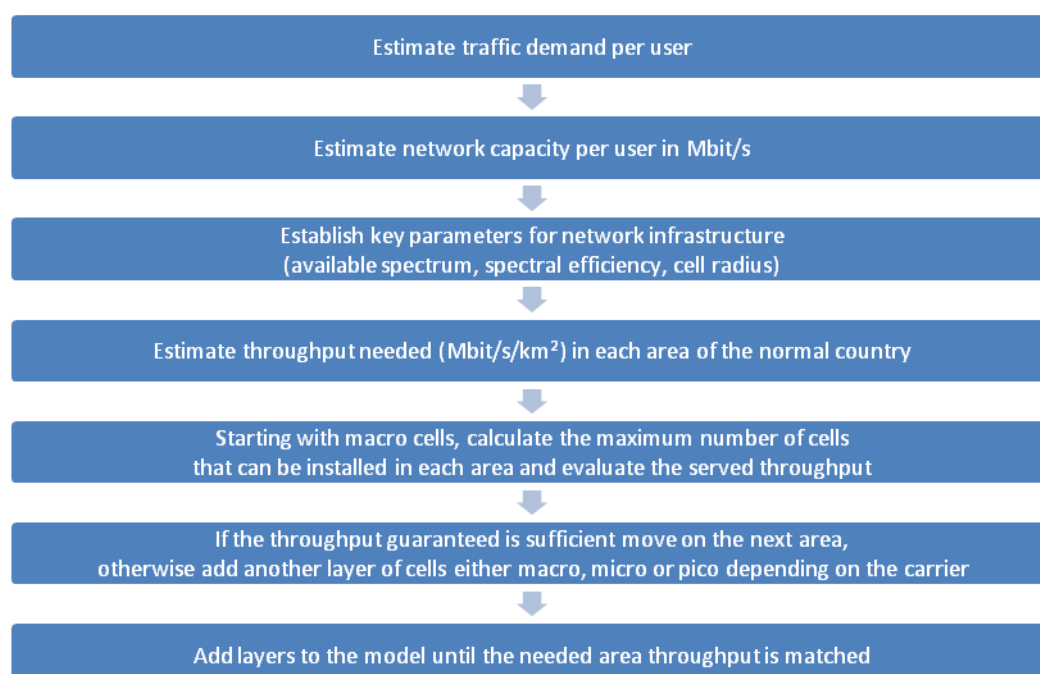 Estimate traffic demand per user
Estimate network capacity per user in Mbit/s
Establish key parameters for network infrastructure
(available spectrum, spectral efficiency, cell radius)
Estimate throughput needed (Mbit/s/km²) in each area of the normal country
Starting with macro cells, calculate the maximum number of cells
that can be installed in each area and evaluate the served throughput
If the throughput guaranteed is sufficient move on the next area,
otherwise add another layer of cells either macro, micro or pico depending on the carrier
Add layers to the model until the needed area throughput is matched